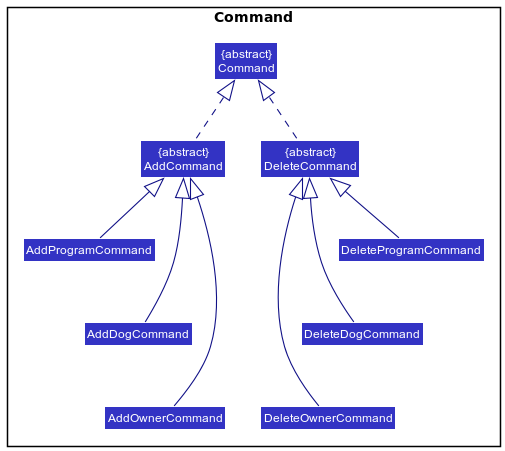 Command
{abstract}
Command
{abstract}
AddCommand
{abstract}
DeleteCommand
AddProgramCommand
DeleteProgramCommand
AddDogCommand
DeleteDogCommand
AddOwnerCommand
DeleteOwnerCommand